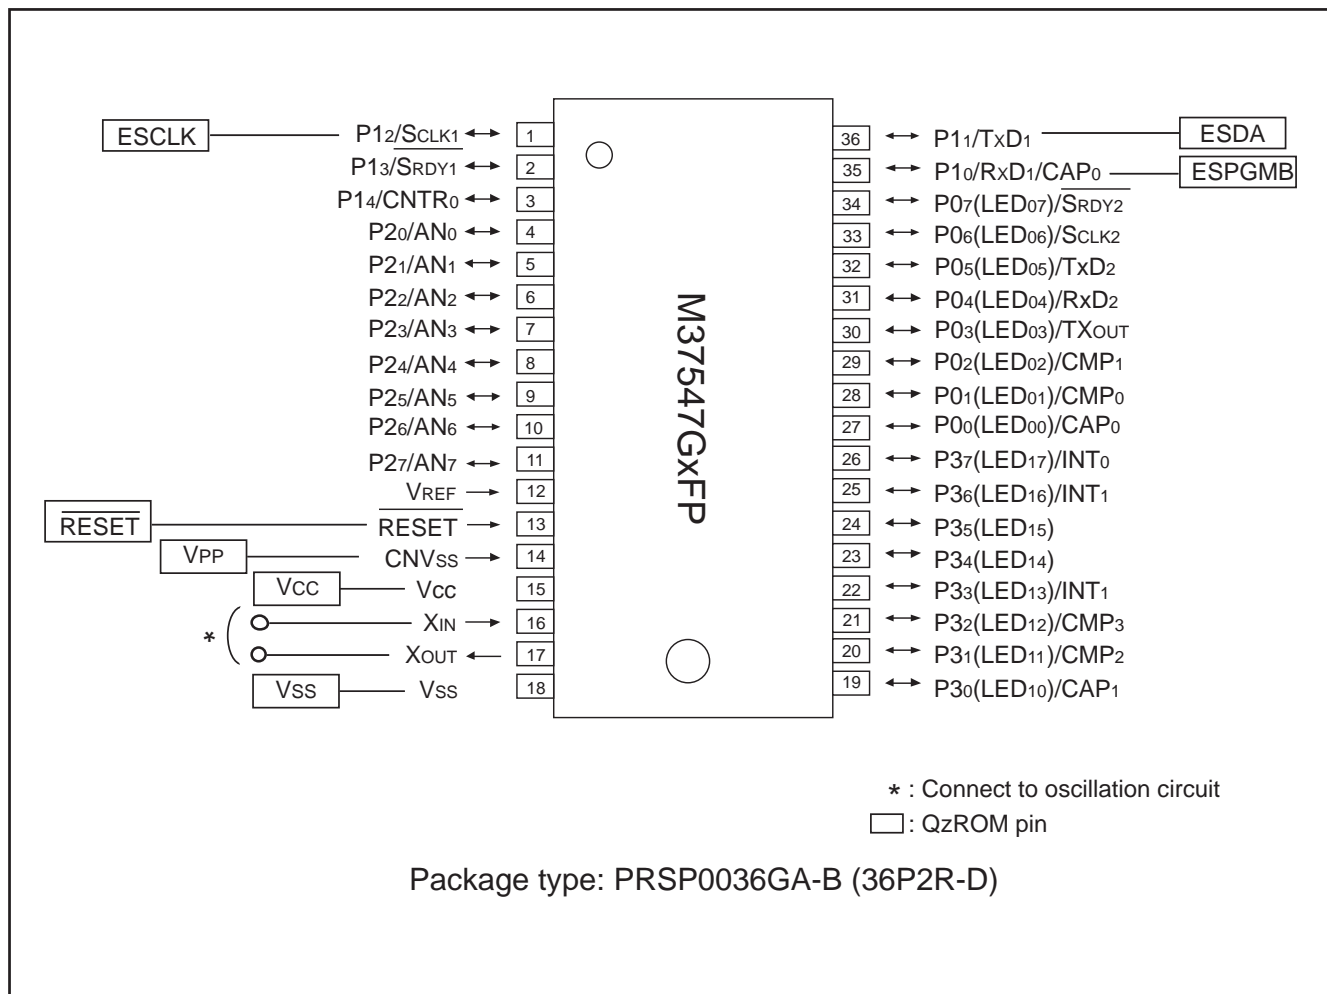 ESCLK P12/SCLK1 1 36 P11/TXD1 ESDA
P13/SRDY1 2 35 P10/RXD1/CAP0 ESPGMB
P14/CNTR0 3 34 P07(LED07)/SRDY2
P20/AN0 4 33 P06(LED06)/SCLK2
P21/AN1 5 32 P05(LED05)/TxD2
P22/AN2 6 31 P04(LED04)/RxD2
P23/AN3 7 30 P03(LED03)/TXOUT
P24/AN4 8 29 P02(LED02)/CMP1
P25/AN5 9 28 P01(LED01)/CMP0
P26/AN6 10 27 P00(LED00)/CAP0
P27/AN7 11 26 P37(LED17)/INT0
VREF 12 25 P36(LED16)/INT1
RESET RESET 13 24 P35(LED15)
VPP CNVSS 14 23 P34(LED14)
VCC Vcc 15 22 P33(LED13)/INT1
* XIN 16 21 P32(LED12)/CMP3
XOUT 17 20 P31(LED11)/CMP2
VSS VSS 18 19 P30(LED10)/CAP1
M37547GxFP
* : Connect to oscillation circuit
: QzROM pin
Package type: PRSP0036GA-B (36P2R-D)